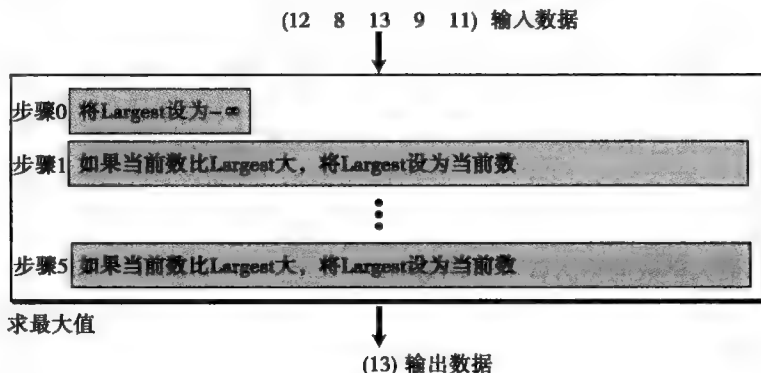 (12 8 13 9 11) 输入数据
步骤0 将Largest设为-∞
步骤1 如果当前数比Largest大，将Largest设为当前数
步骤5 如果当前数比Largest大，将Largest设为当前数
求最大值
(13) 输出数据